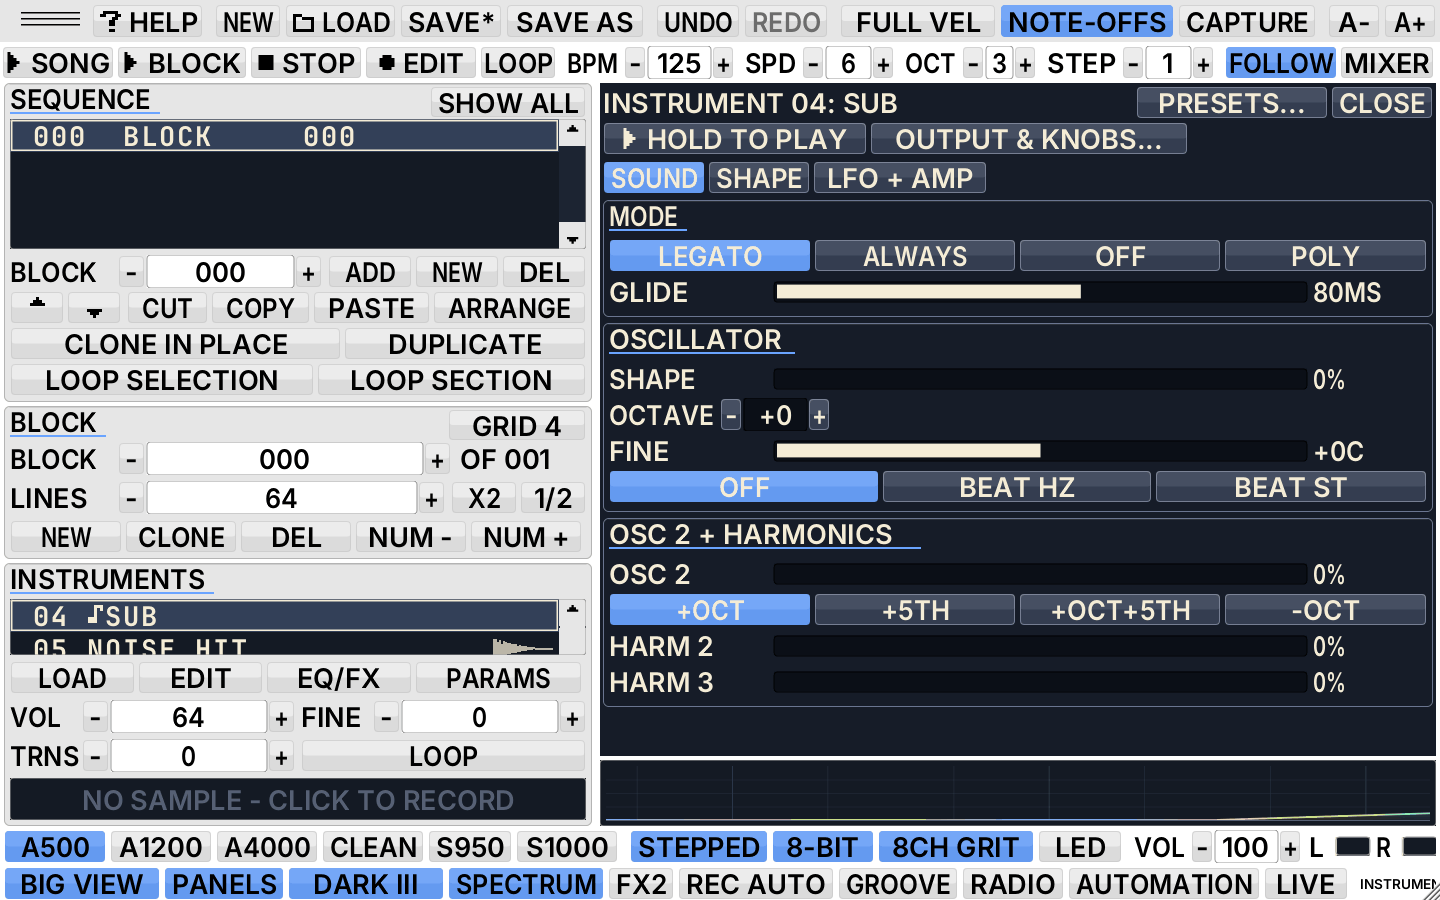 ? HELP NEW LOAD SAVE* SAVE AS UNDO REDO FULL VEL NOTE-OFFS CAPTURE A- A+
SONG BLOCK STOP EDIT LOOP BPM - 125 + SPD - 6 + OCT - 3 + STEP - 1 + FOLLOW MIXER
SEQUENCE SHOW ALL
000 BLOCK 000
BLOCK - 000 + ADD NEW DEL
CUT COPY PASTE ARRANGE
CLONE IN PLACE DUPLICATE
LOOP SELECTION LOOP SECTION
BLOCK GRID 4
BLOCK - 000 + OF 001
LINES - 64 + X2 1/2
NEW CLONE DEL NUM - NUM +
INSTRUMENTS
04 ♪SUB
05 NOISE HIT
LOAD EDIT EQ/FX PARAMS
VOL - 64 + FINE - 0 +
TRNS - 0 + LOOP
NO SAMPLE - CLICK TO RECORD
INSTRUMENT 04: SUB PRESETS... CLOSE
HOLD TO PLAY OUTPUT & KNOBS...
SOUND SHAPE LFO + AMP
MODE
LEGATO ALWAYS OFF POLY
GLIDE 80MS
OSCILLATOR
SHAPE 0%
OCTAVE - +0 +
FINE +0C
OFF BEAT HZ BEAT ST
OSC 2 + HARMONICS
OSC 2 0%
+OCT +5TH +OCT+5TH -OCT
HARM 2 0%
HARM 3 0%
A500 A1200 A4000 CLEAN S950 S1000 STEPPED 8-BIT 8CH GRIT LED VOL - 100 + L R
BIG VIEW PANELS DARK III SPECTRUM FX2 REC AUTO GROOVE RADIO AUTOMATION LIVE INSTRUMEN